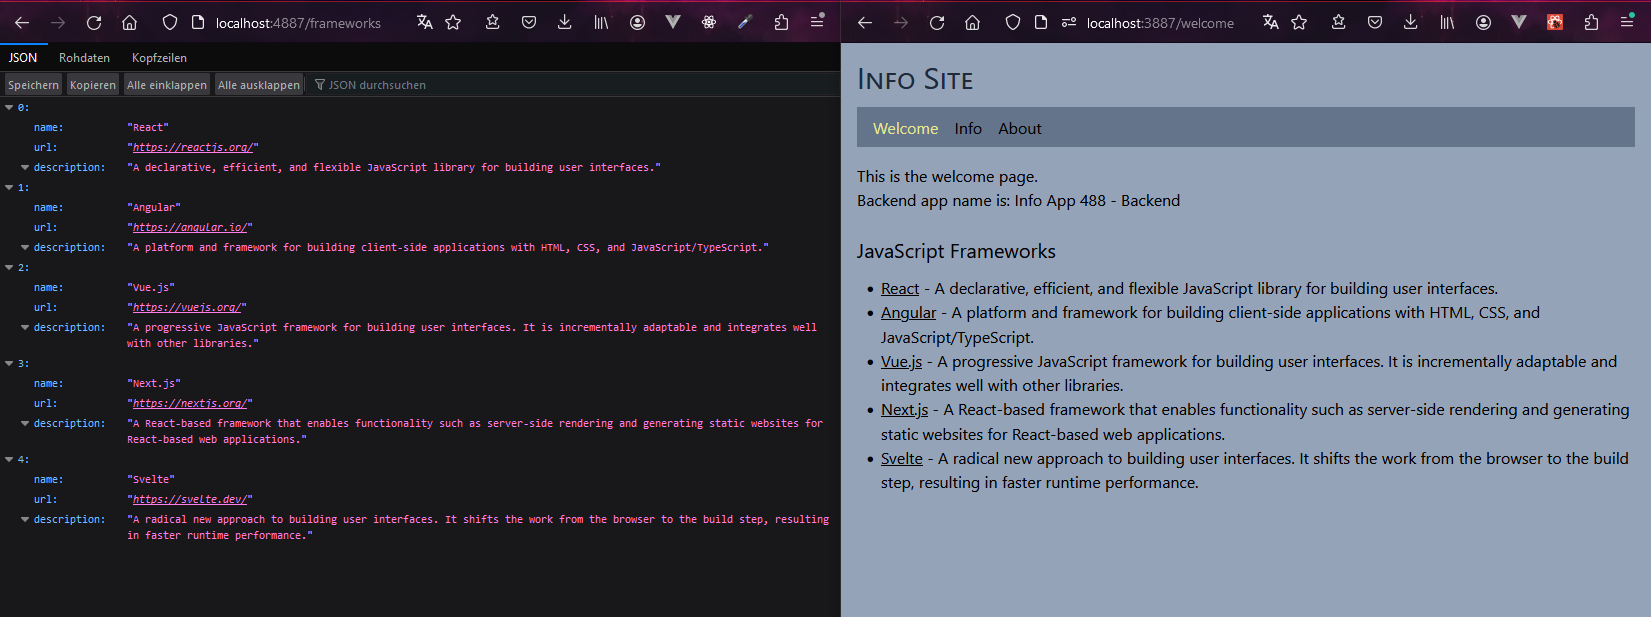 localhost:4887/frameworks
JSON Rohdaten Kopfzeilen
Speichern Kopieren Alle einklappen Alle ausklappen JSON durchsuchen
0:
name: "React"
url: "https://reactjs.org/"
description: "A declarative, efficient, and flexible JavaScript library for building user interfaces."
1:
name: "Angular"
url: "https://angular.io/"
description: "A platform and framework for building client-side applications with HTML, CSS, and JavaScript/TypeScript."
2:
name: "Vue.js"
url: "https://vuejs.org/"
description: "A progressive JavaScript framework for building user interfaces. It is incrementally adaptable and integrates well
with other libraries."
3:
name: "Next.js"
url: "https://nextjs.org/"
description: "A React-based framework that enables functionality such as server-side rendering and generating static websites for
React-based web applications."
4:
name: "Svelte"
url: "https://svelte.dev/"
description: "A radical new approach to building user interfaces. It shifts the work from the browser to the build step, resulting
in faster runtime performance."
localhost:3887/welcome
Info Site
Welcome Info About
This is the welcome page.
Backend app name is: Info App 488 - Backend
JavaScript Frameworks
• React - A declarative, efficient, and flexible JavaScript library for building user interfaces.
• Angular - A platform and framework for building client-side applications with HTML, CSS, and
JavaScript/TypeScript.
• Vue.js - A progressive JavaScript framework for building user interfaces. It is incrementally adaptable and
integrates well with other libraries.
• Next.js - A React-based framework that enables functionality such as server-side rendering and generating
static websites for React-based web applications.
• Svelte - A radical new approach to building user interfaces. It shifts the work from the browser to the build
step, resulting in faster runtime performance.